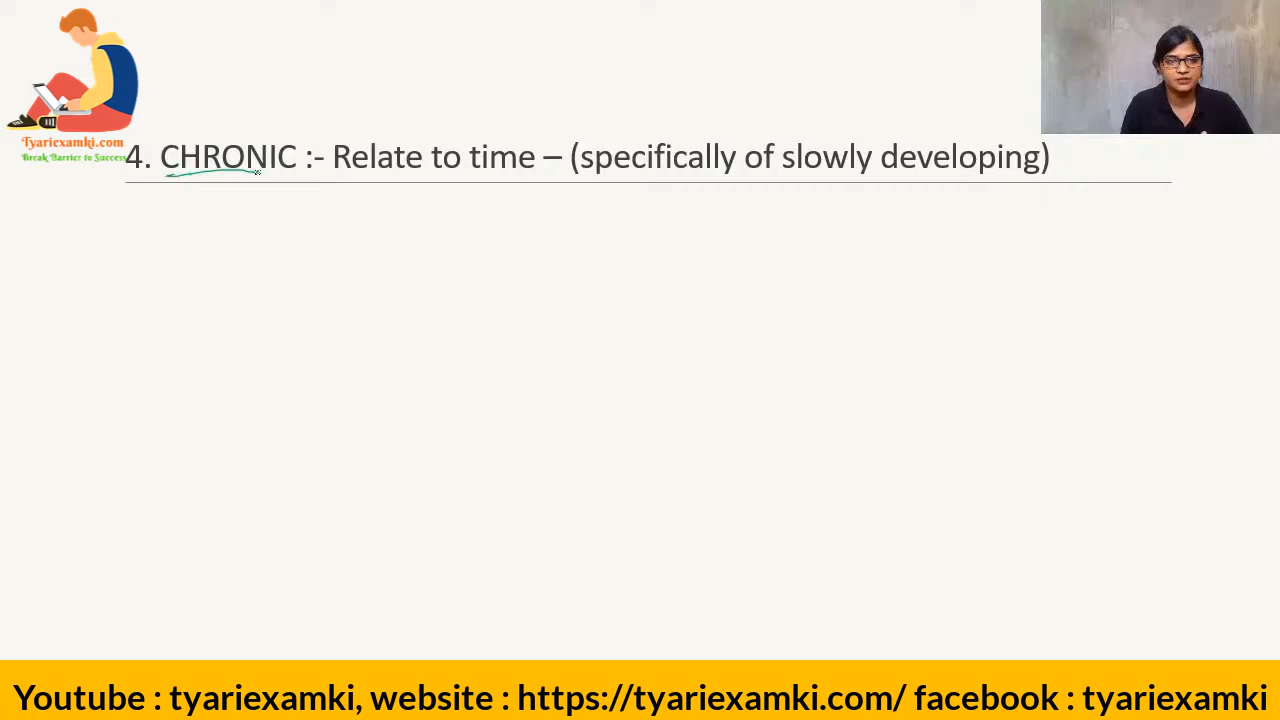 Tyariexamki.com
Break Barrier to Success
4. CHRONIC :- Relate to time – (specifically of slowly developing)
Youtube : tyariexamki, website : https://tyariexamki.com/ facebook : tyariexamki